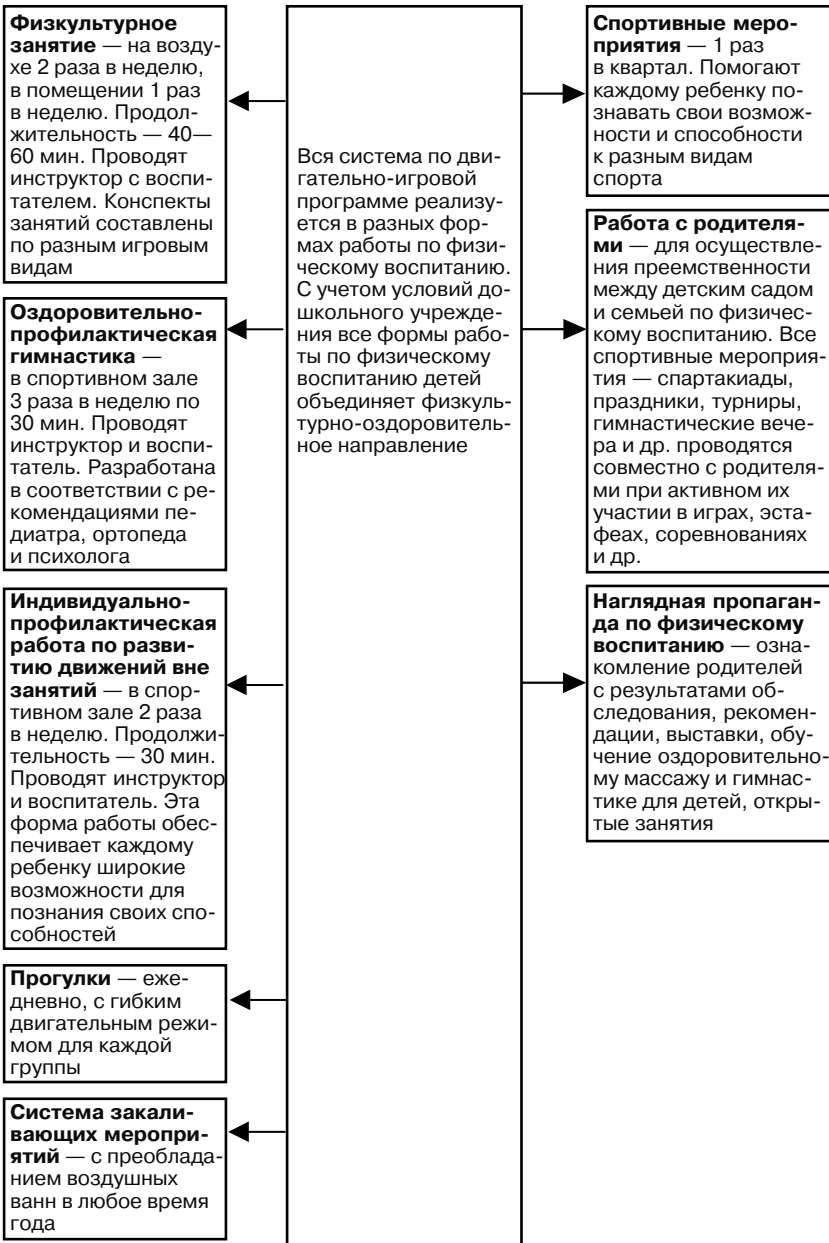 Физкультурное
занятие — на возду-
хе 2 раза в неделю,
в помещении 1 раз
в неделю. Продол-
жительность — 40—
60 мин. Проводят
инструктор с воспи-
тателем. Конспекты
занятий составлены
по разным игровым
видам
Оздоровительно-
профилактическая
гимнастика —
в спортивном зале
3 раза в неделю по
30 мин. Проводят
инструктор и воспи-
татель. Разработана
в соответствии с ре-
комендациями пе-
диатра, ортопеда
и психолога
Индивидуально-
профилактическая
работа по разви-
тию движений вне
занятий — в спор-
тивном зале 2 раза
в неделю. Продолжи-
тельность — 30 мин.
Проводят инструктор
и воспитатель. Эта
форма работы обес-
печивает каждому
ребенку широкие
возможности для
познания своих спо-
собностей
Прогулки — еже-
дневно, с гибким
двигательным режи-
мом для каждой
группы
Система закали-
вающих меропри-
ятий — с преоблада-
нием воздушных
ванн в любое время
года
Вся система по дви-
гательно-игровой
программе реализу-
ется в разных фор-
мах работы по физи-
ческому воспитанию.
С учетом условий до-
школьного учрежде-
ния все формы рабо-
ты по физическому
воспитанию детей
объединяет физкуль-
турно-оздоровитель-
ное направление
Спортивные меро-
приятия — 1 раз
в квартал. Помогают
каждому ребенку по-
знавать свои возмож-
ности и способности
к разным видам
спорта
Работа с родителя-
ми — для осуществле-
ния преемственности
между детским садом
и семьей по физичес-
кому воспитанию. Все
спортивные мероприя-
тия — спартакиады,
праздники, турниры,
гимнастические вече-
ра и др. проводятся
совместно с родителя-
ми при активном их
участии в играх, эста-
феах, соревнованиях
и др.
Наглядная пропаган-
да по физическому
воспитанию — озна-
комление родителей
с результатами об-
следования, рекомен-
дации, выставки, обу-
чение оздоровительно-
му массажу и гимнас-
тике для детей, откры-
тые занятия